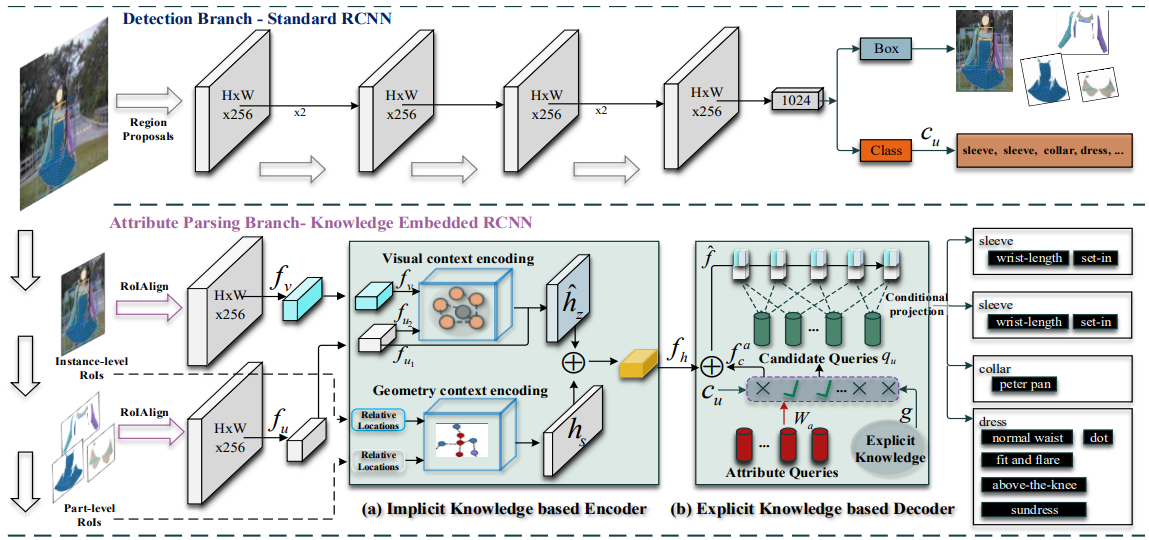 Detection Branch - Standard RCNN
Region
Proposals
HxW
x256
x2
HxW
x256
HxW
x256
x2
HxW
x256
1024
Box
Class
c_u
sleeve, sleeve, collar, dress, ...
Attribute Parsing Branch- Knowledge Embedded RCNN
RoIAlign
Instance-level
RoIs
HxW
x256
f_v
RoIAlign
Part-level
RoIs
HxW
x256
f_u
Visual context encoding
f_v
f_{u_2}
f_{u_1}
ĥ_z
Geometry context encoding
Relative
Locations
Relative
Locations
h_s
(a) Implicit Knowledge based Encoder
f_h
f̂
Conditional
projection
...
Candidate Queries q_u
f_c^a
c_u
...
W_a
g
...
Attribute Queries
Explicit
Knowledge
(b) Explicit Knowledge based Decoder
sleeve
wrist-length set-in
sleeve
wrist-length set-in
collar
peter pan
dress
normal waist dot
fit and flare
above-the-knee
sundress